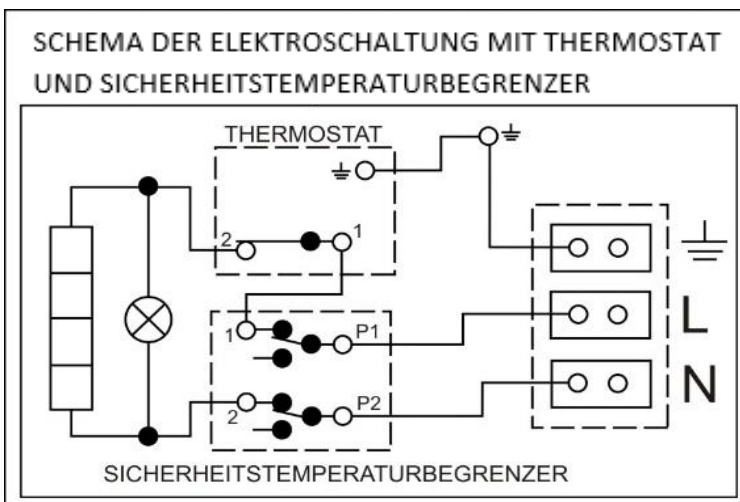 SCHEMA DER ELEKTROSCHALTUNG MIT THERMOSTAT
UND SICHERHEITSTEMPERATURBEGRENZER
THERMOSTAT
2
1
1
P1
L
2
P2
N
SICHERHEITSTEMPERATURBEGRENZER